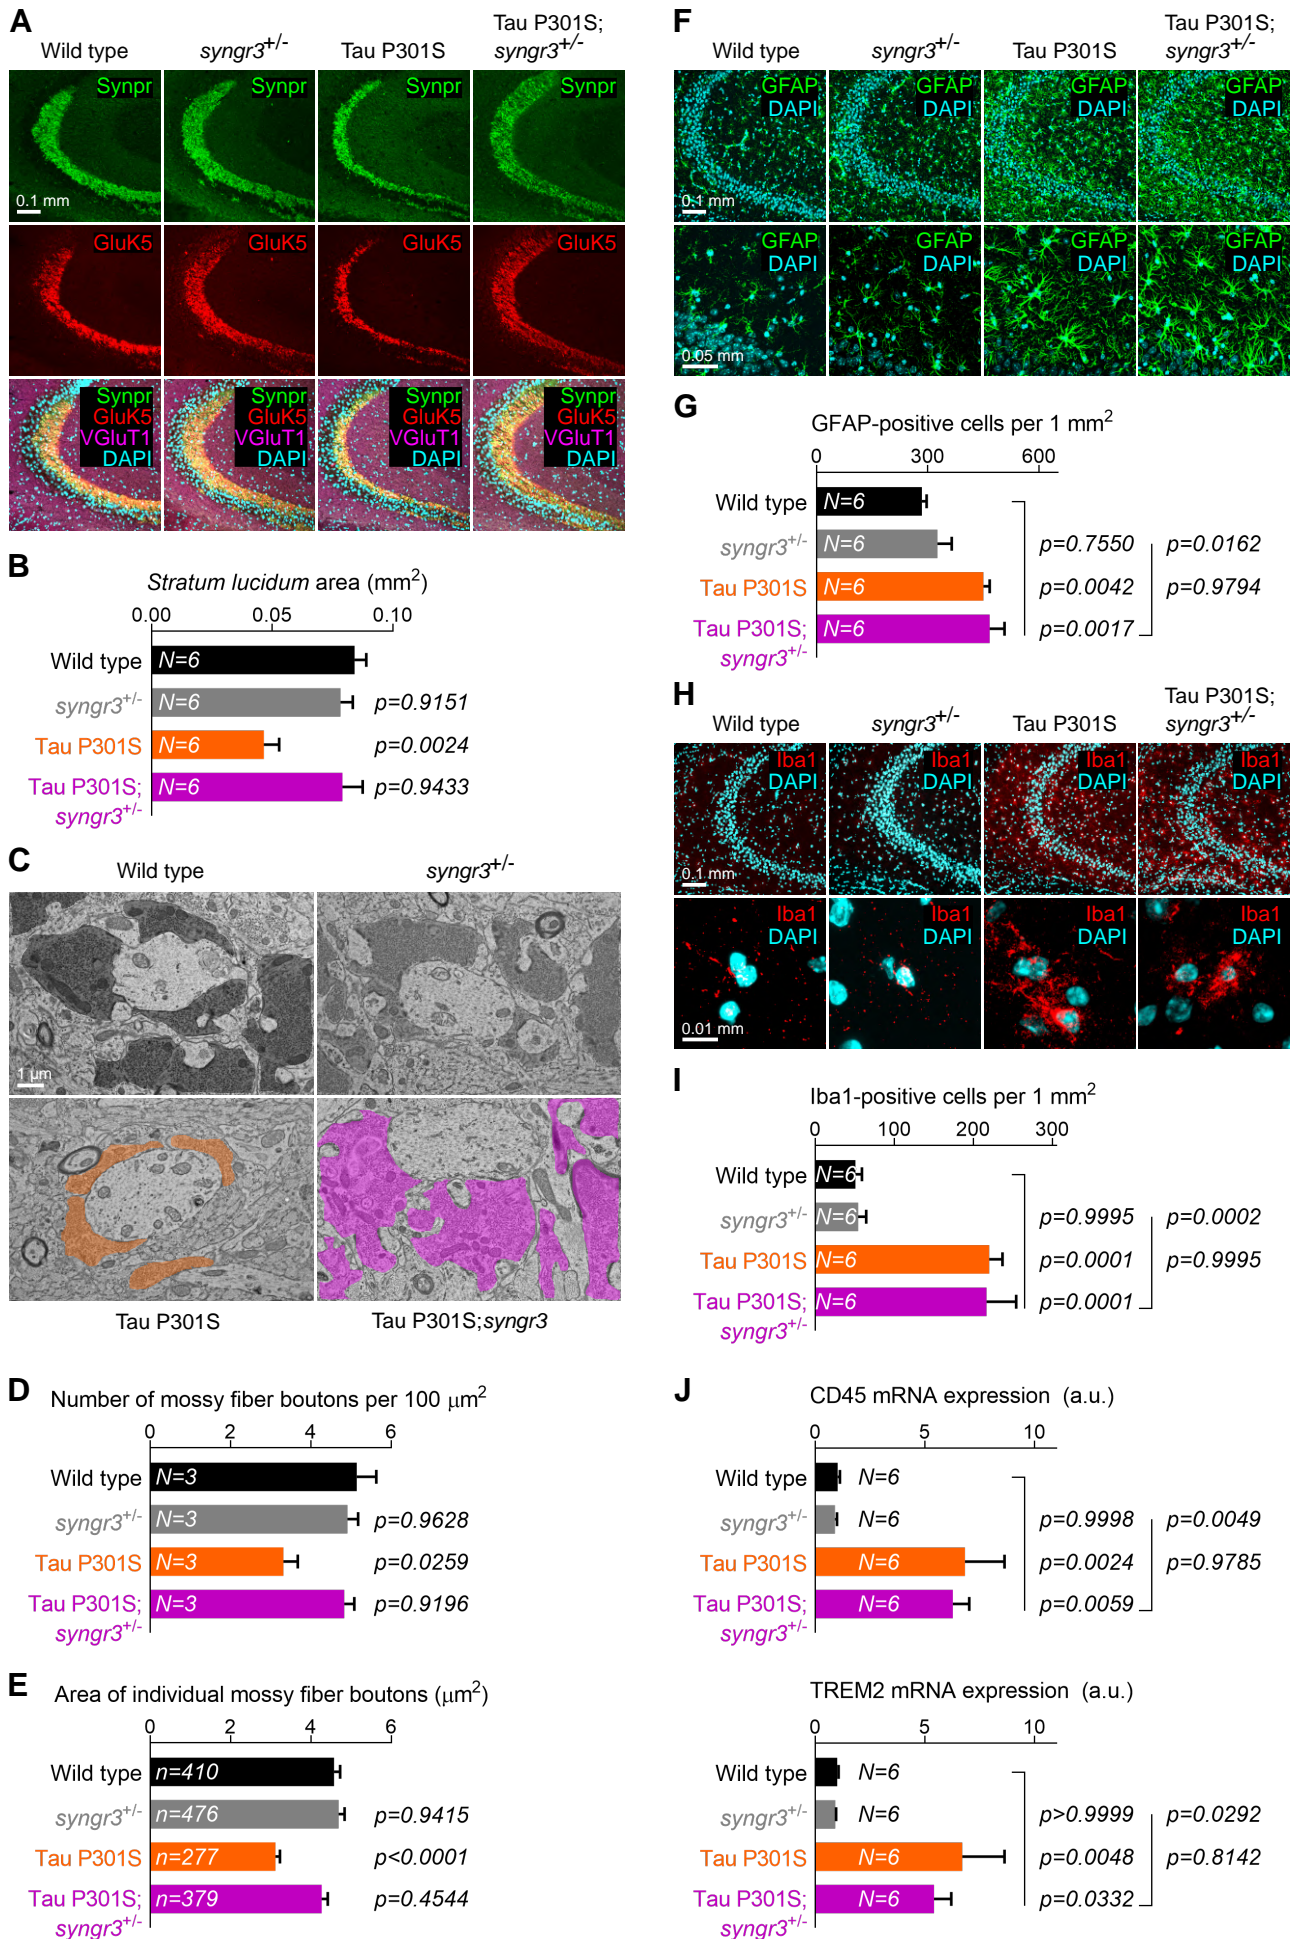 A
Wild type
syngr3+/-
Tau P301S
Tau P301S;
syngr3+/-
Synpr
Synpr
Synpr
Synpr
0.1 mm
GluK5
GluK5
GluK5
GluK5
Synpr
GluK5
VGluT1
DAPI
Synpr
GluK5
VGluT1
DAPI
Synpr
GluK5
VGluT1
DAPI
Synpr
GluK5
VGluT1
DAPI
B
Stratum lucidum area (mm2)
0.00 0.05 0.10
Wild type N=6
syngr3+/- N=6 p=0.9151
Tau P301S N=6 p=0.0024
Tau P301S; N=6 p=0.9433
syngr3+/-
C
Wild type
syngr3+/-
1 µm
Tau P301S
Tau P301S;syngr3
D
Number of mossy fiber boutons per 100 µm2
0 2 4 6
Wild type N=3
syngr3+/- N=3 p=0.9628
Tau P301S N=3 p=0.0259
Tau P301S; N=3 p=0.9196
syngr3+/-
E
Area of individual mossy fiber boutons (µm2)
0 2 4 6
Wild type n=410
syngr3+/- n=476 p=0.9415
Tau P301S n=277 p<0.0001
Tau P301S; n=379 p=0.4544
syngr3+/-
F
Wild type
syngr3+/-
Tau P301S
Tau P301S;
syngr3+/-
GFAP
DAPI
GFAP
DAPI
GFAP
DAPI
GFAP
DAPI
0.1 mm
GFAP
DAPI
GFAP
DAPI
GFAP
DAPI
GFAP
DAPI
0.05 mm
G
GFAP-positive cells per 1 mm2
0 300 600
Wild type N=6
syngr3+/- N=6 p=0.7550 p=0.0162
Tau P301S N=6 p=0.0042 p=0.9794
Tau P301S; N=6 p=0.0017
syngr3+/-
H
Wild type
syngr3+/-
Tau P301S
Tau P301S;
syngr3+/-
Iba1
DAPI
Iba1
DAPI
Iba1
DAPI
Iba1
DAPI
0.1 mm
Iba1
DAPI
Iba1
DAPI
Iba1
DAPI
Iba1
DAPI
0.01 mm
I
Iba1-positive cells per 1 mm2
0 100 200 300
Wild type N=6
syngr3+/- N=6 p=0.9995 p=0.0002
Tau P301S N=6 p=0.0001 p=0.9995
Tau P301S; N=6 p=0.0001
syngr3+/-
J
CD45 mRNA expression (a.u.)
0 5 10
Wild type N=6
syngr3+/- N=6 p=0.9998 p=0.0049
Tau P301S N=6 p=0.0024 p=0.9785
Tau P301S; N=6 p=0.0059
syngr3+/-
TREM2 mRNA expression (a.u.)
0 5 10
Wild type N=6
syngr3+/- N=6 p>0.9999 p=0.0292
Tau P301S N=6 p=0.0048 p=0.8142
Tau P301S; N=6 p=0.0332
syngr3+/-